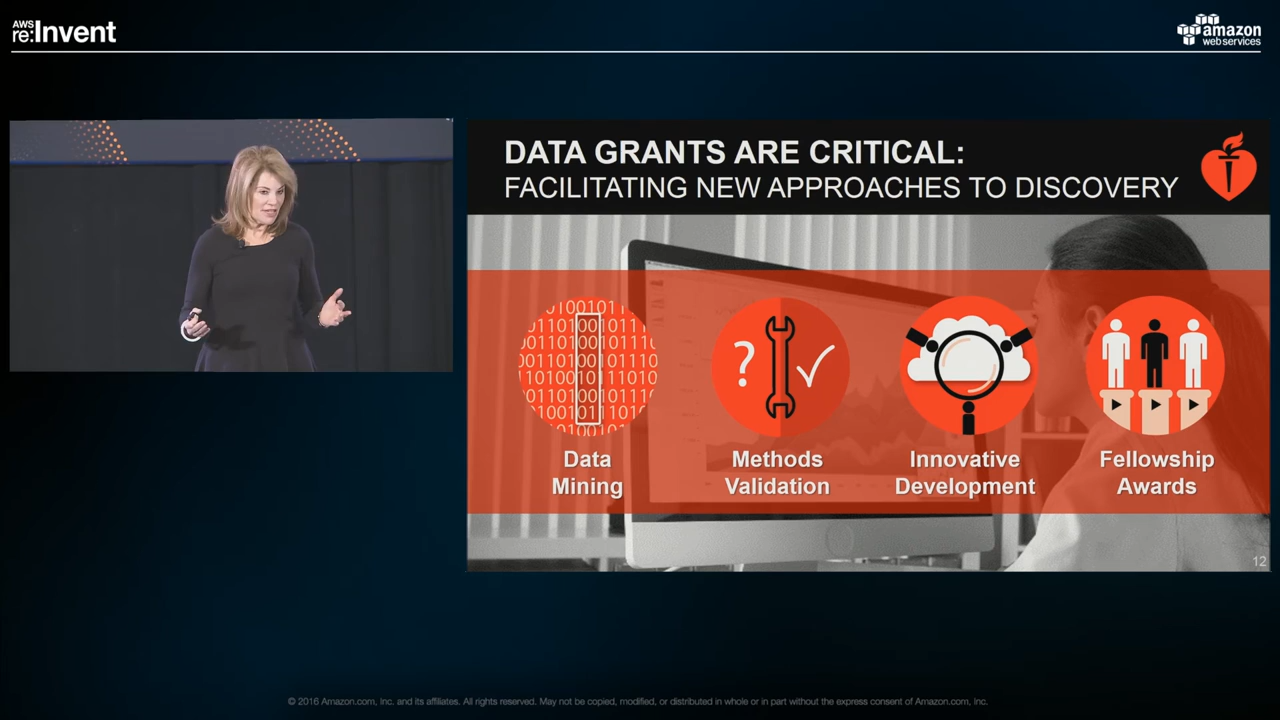 AWS
re:Invent
amazon
web services
DATA GRANTS ARE CRITICAL:
FACILITATING NEW APPROACHES TO DISCOVERY
Data
Mining
Methods
Validation
Innovative
Development
Fellowship
Awards
12
© 2016 Amazon.com, Inc. and its affiliates. All rights reserved. May not be copied, modified, or distributed in whole or in part without the express consent of Amazon.com, Inc.